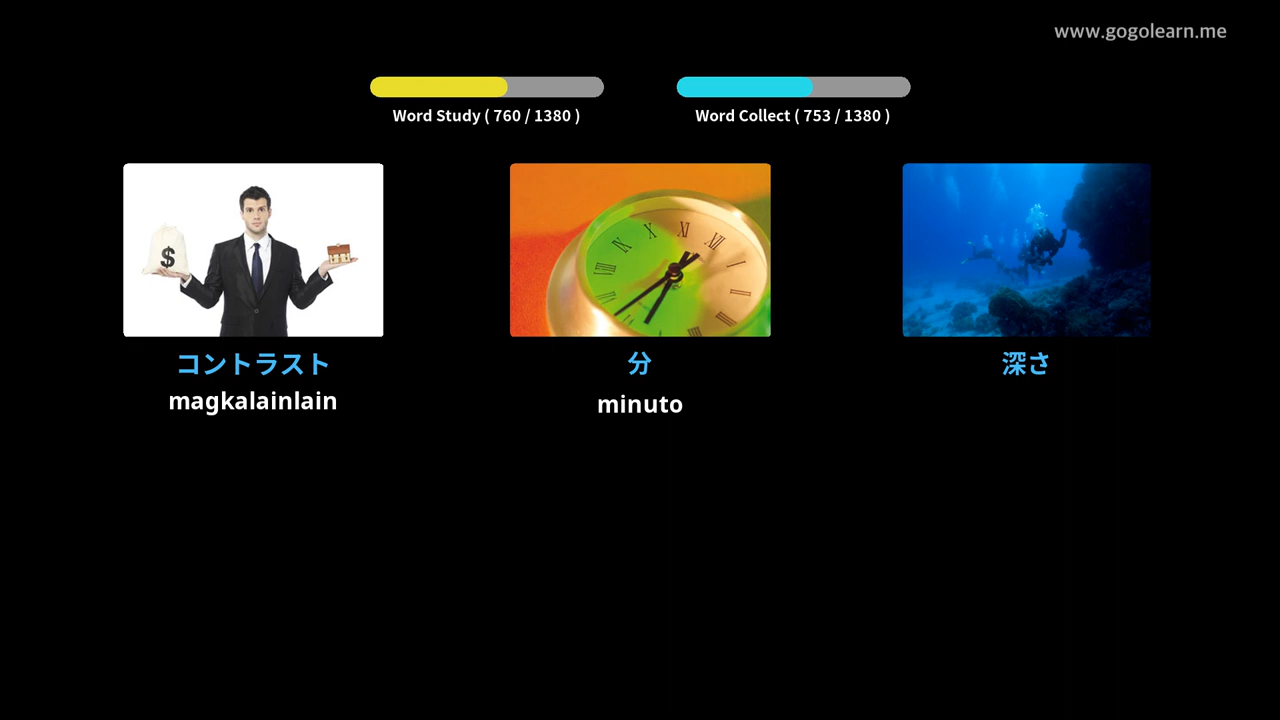 www.gogolearn.me
Word Study ( 760 / 1380 )
Word Collect ( 753 / 1380 )
コントラスト
分
深さ
magkalainlain
minuto